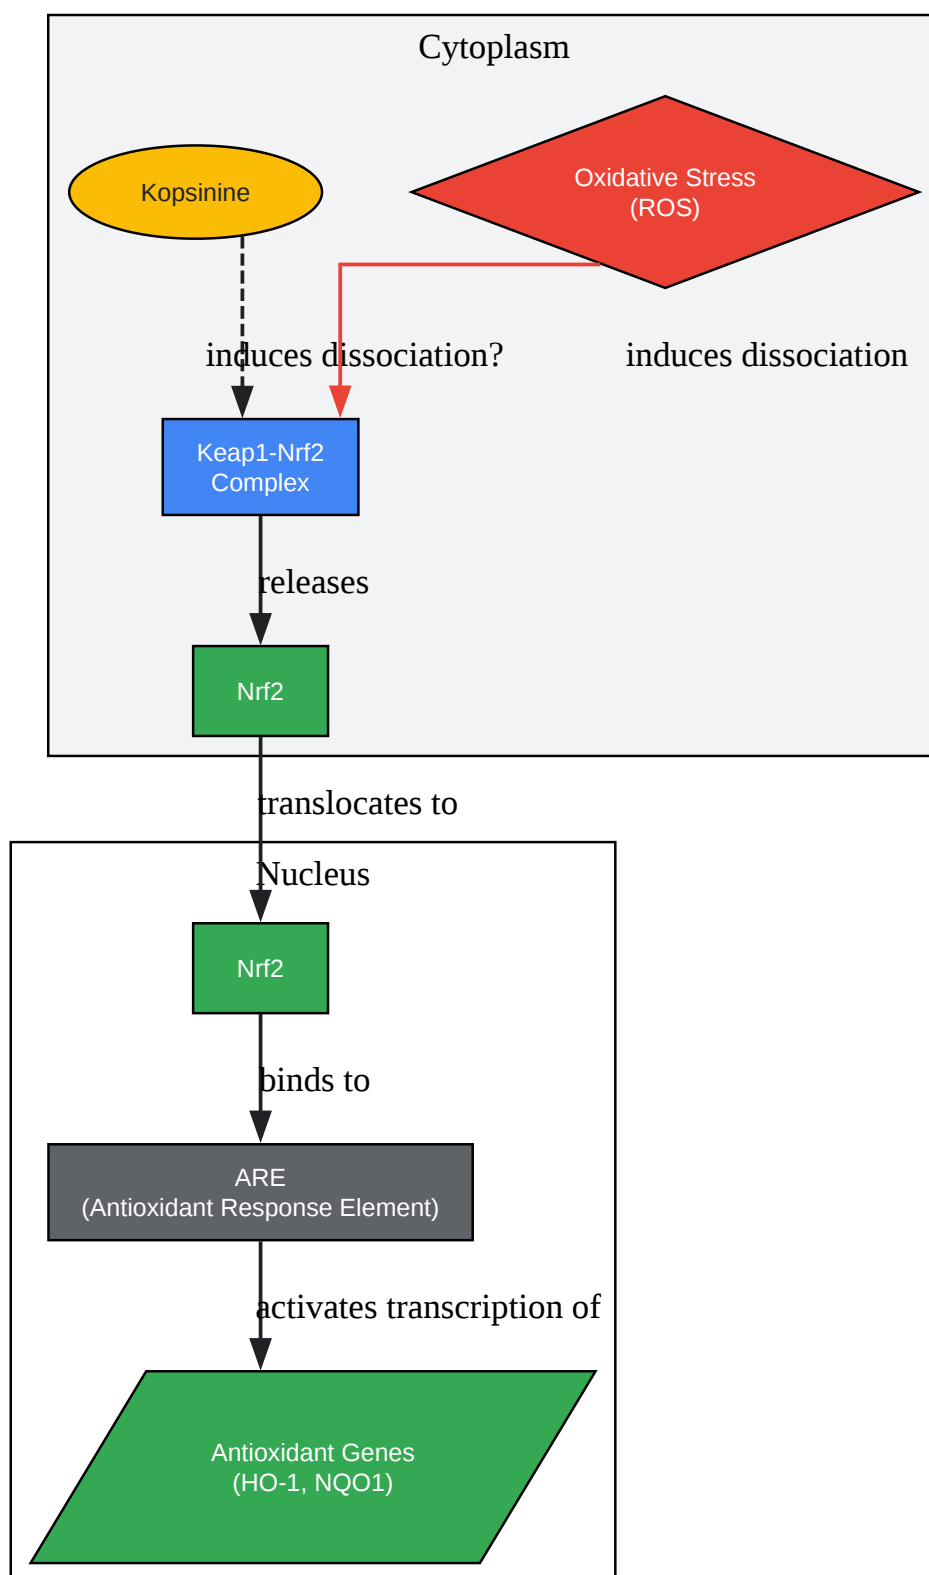 Cytoplasm
Kopsinine
Oxidative Stress
(ROS)
induces dissociation?
induces dissociation
Keap1-Nrf2
Complex
releases
Nrf2
translocates to
Nucleus
Nrf2
binds to
ARE
(Antioxidant Response Element)
activates transcription of
Antioxidant Genes
(HO-1, NQO1)